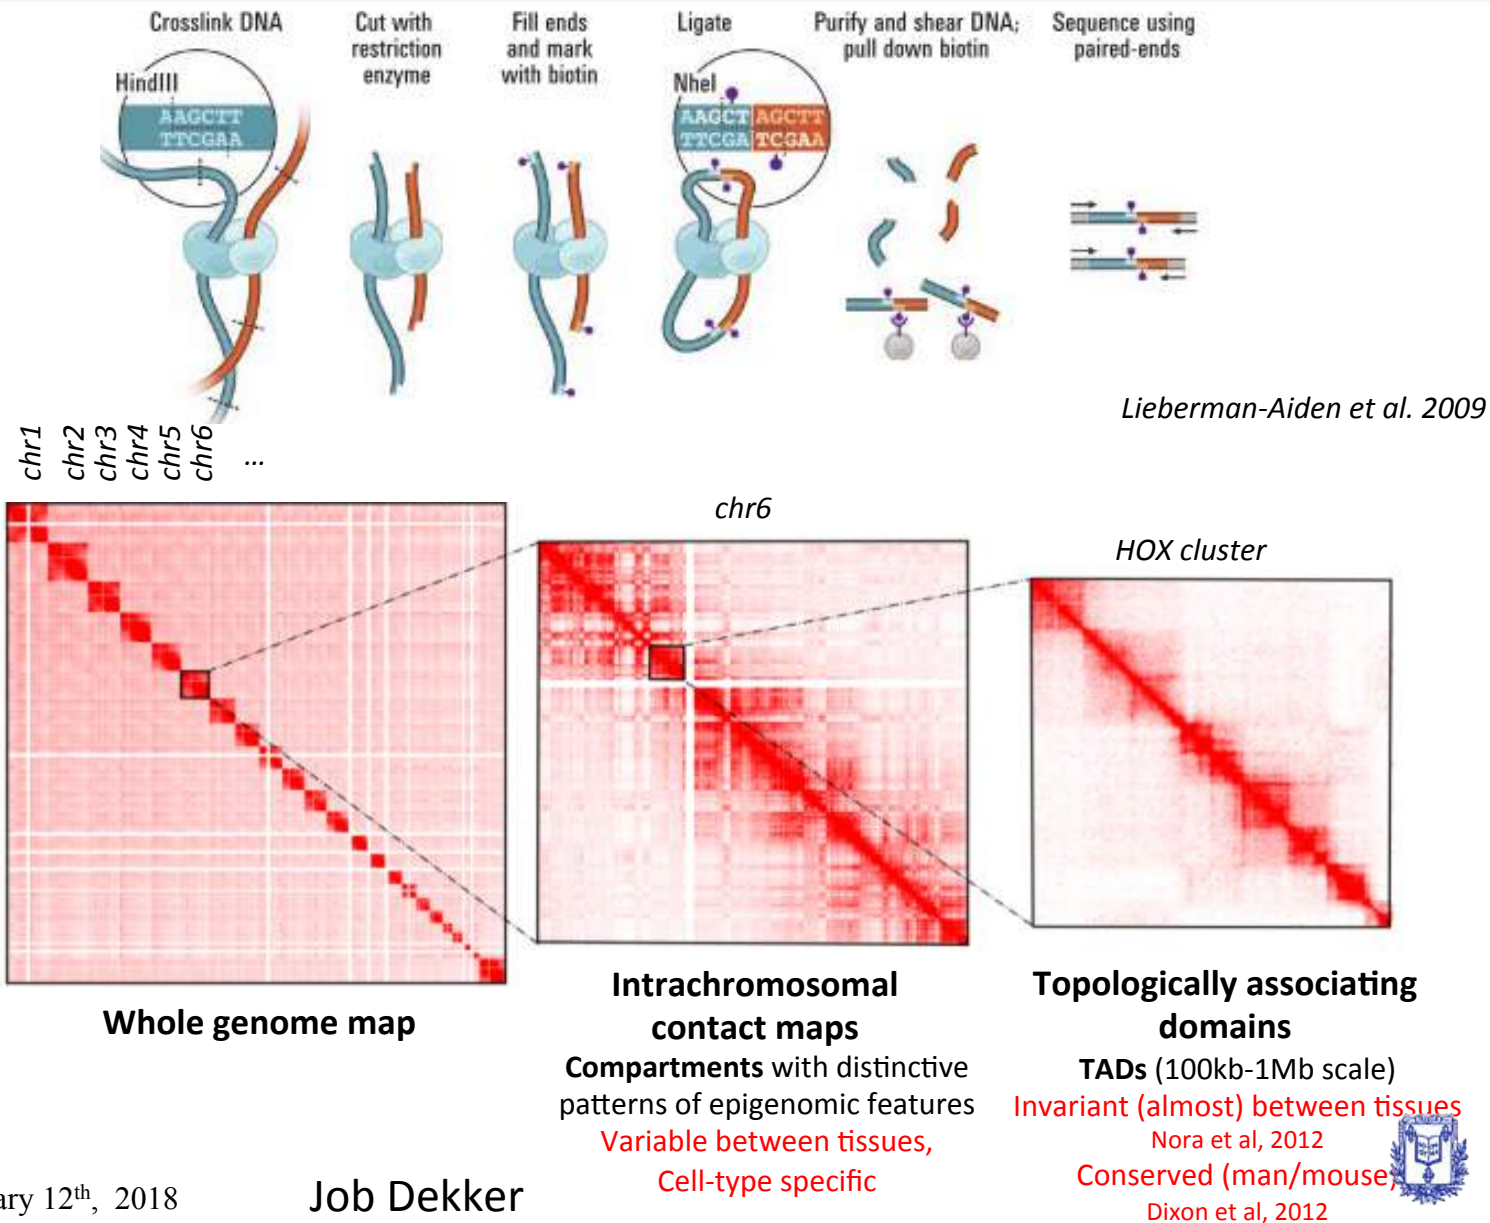 Crosslink DNA
Cut with
restriction
enzyme
Fill ends
and mark
with biotin
Ligate
Purify and shear DNA;
pull down biotin
Sequence using
paired-ends
HindIII
AAGCTT
TTCGAA
NheI
AAGCT AGCTT
TTCGA TCGAA
Lieberman-Aiden et al. 2009
chr1
chr2
chr3
chr4
chr5
chr6
...
chr6
HOX cluster
Whole genome map
Intrachromosomal
contact maps
Compartments with distinctive
patterns of epigenomic features
Variable between tissues,
Cell-type specific
Topologically associating
domains
TADs (100kb-1Mb scale)
Invariant (almost) between tissues
Nora et al, 2012
Conserved (man/mouse)
Dixon et al, 2012
ary 12th, 2018
Job Dekker